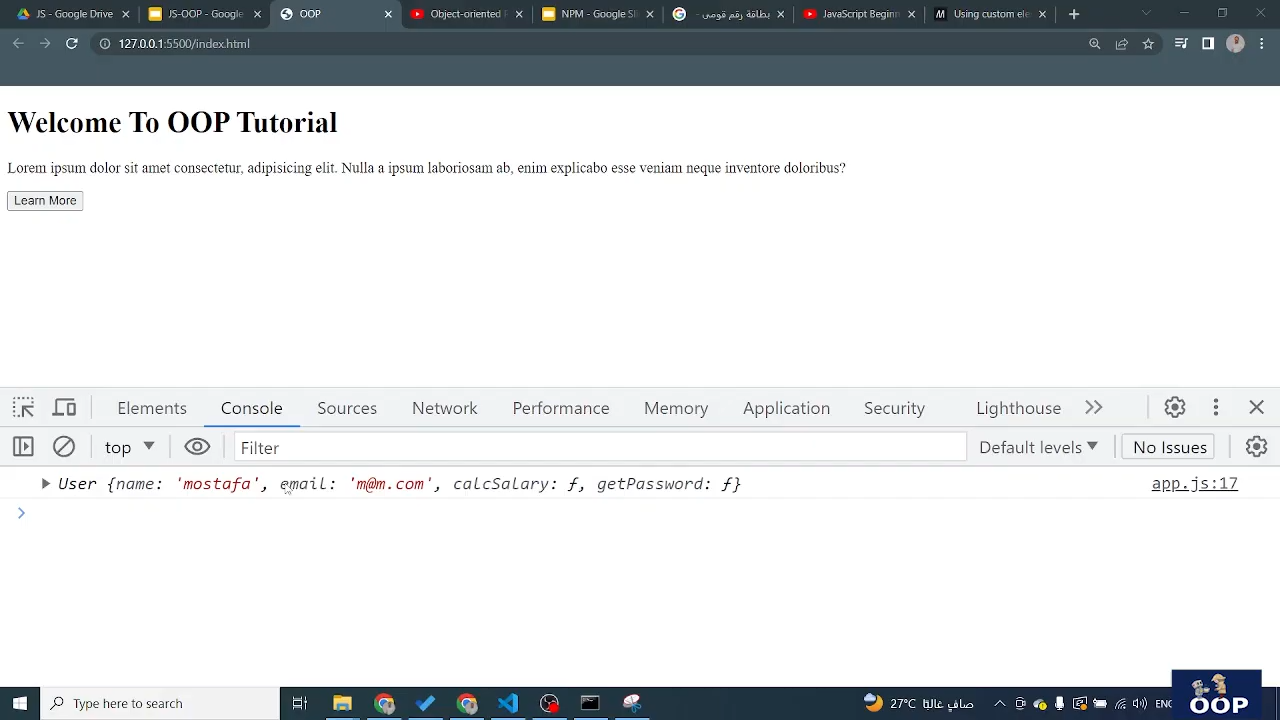 JS - Google Drive
JS-OOP - Google
OOP
Object-oriented P
NPM - Google Sli
بطاقة رقم قومى -
JavaScript Beginn
Using custom ele
127.0.0.1:5500/index.html
Welcome To OOP Tutorial
Lorem ipsum dolor sit amet consectetur, adipisicing elit. Nulla a ipsum laboriosam ab, enim explicabo esse veniam neque inventore doloribus?
Learn More
Elements Console Sources Network Performance Memory Application Security Lighthouse
top Filter Default levels No Issues
User {name: 'mostafa', email: 'm@m.com', calcSalary: ƒ, getPassword: ƒ} app.js:17
Type here to search
27°C صافٍ غالبًا
ENG
OOP